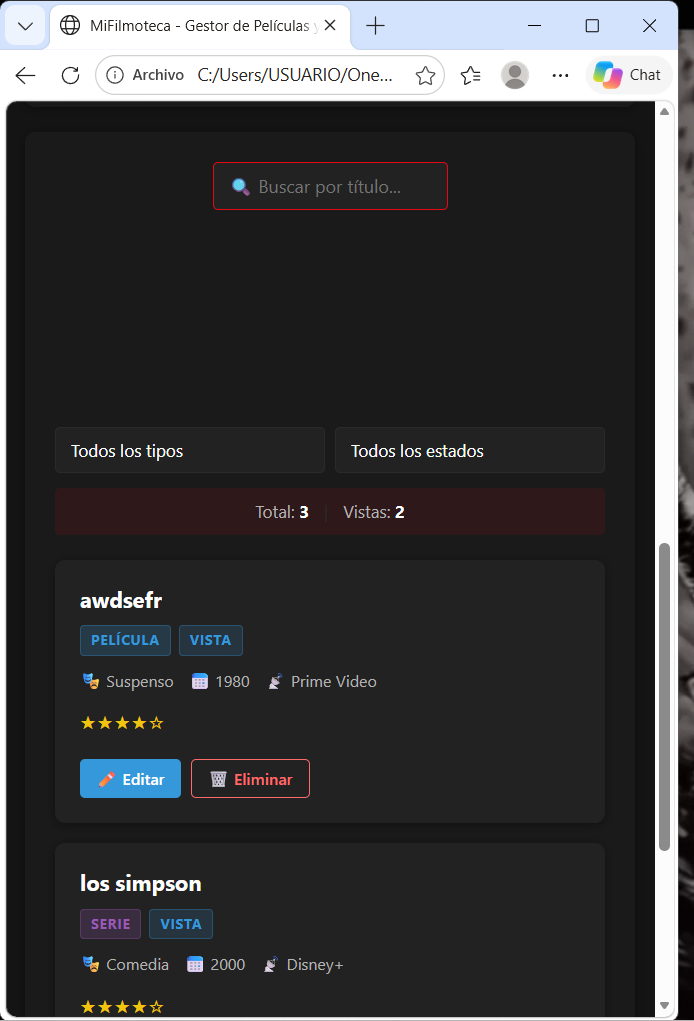 MiFilmoteca - Gestor de Películas y
Archivo C:/Users/USUARIO/One... Chat
Buscar por título...
Todos los tipos Todos los estados
Total: 3 Vistas: 2
awdsefr
PELÍCULA VISTA
Suspenso 1980 Prime Video
★★★★☆
Editar Eliminar
los simpson
SERIE VISTA
Comedia 2000 Disney+
★★★★☆